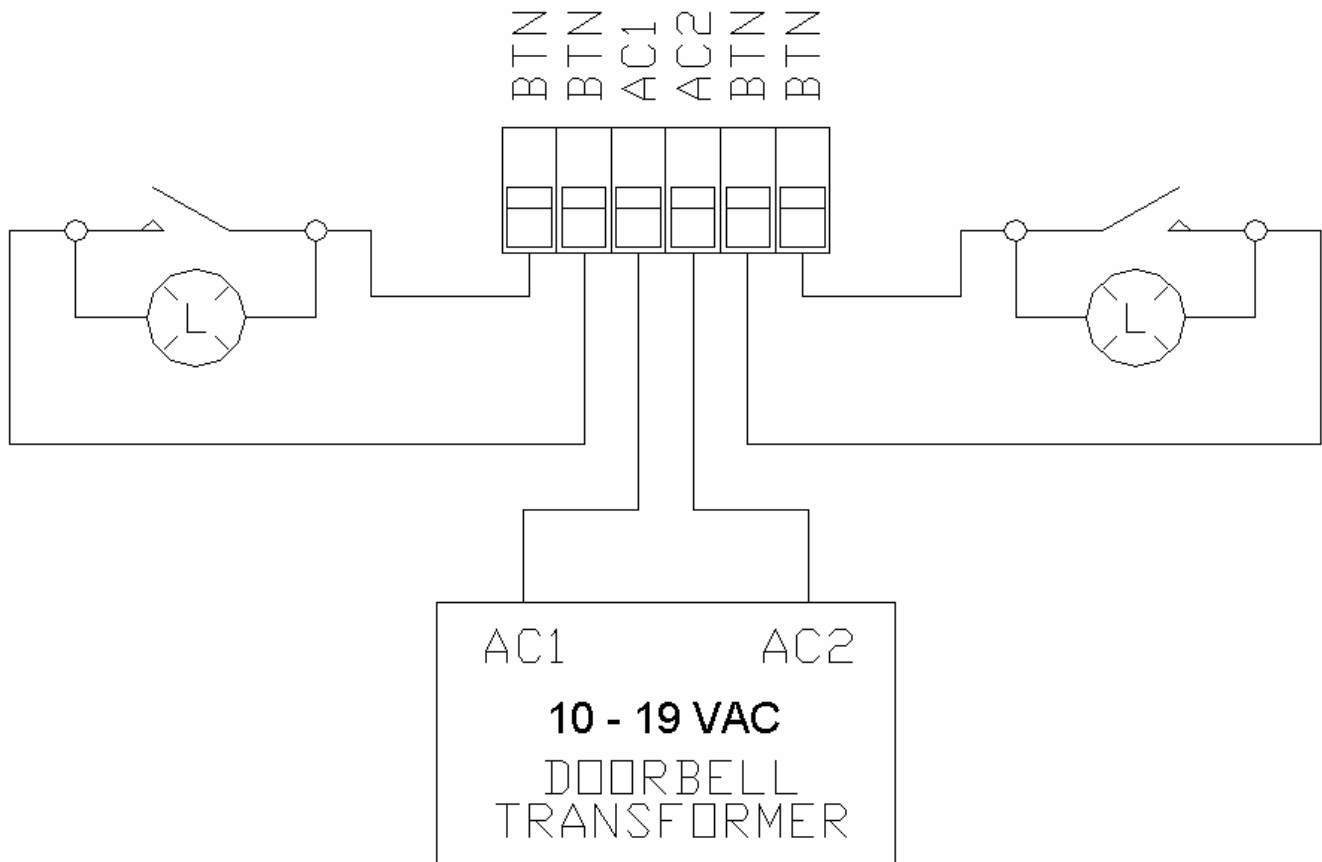 BTN
BTN
AC1
AC2
BTN
BTN
L
L
AC1 AC2
10 - 19 VAC
DOORBELL
TRANSFORMER